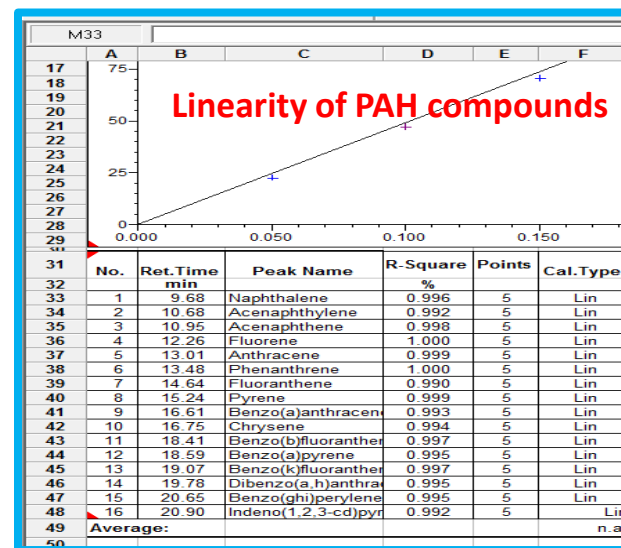 M33
A B C D E F
17 75
18
19 Linearity of PAH compounds
20
21 50
22
23
24 25
25
26
27
28 0
29 0.000 0.050 0.100 0.150
31 No. Ret.Time Peak Name R-Square Points Cal.Type
32 min %
33 1 9.68 Naphthalene 0.996 5 Lin
34 2 10.68 Acenaphthylene 0.992 5 Lin
35 3 10.95 Acenaphthene 0.998 5 Lin
36 4 12.26 Fluorene 1.000 5 Lin
37 5 13.01 Anthracene 0.999 5 Lin
38 6 13.48 Phenanthrene 1.000 5 Lin
39 7 14.64 Fluoranthene 0.990 5 Lin
40 8 15.24 Pyrene 0.999 5 Lin
41 9 16.61 Benzo(a)anthracen 0.993 5 Lin
42 10 16.75 Chrysene 0.994 5 Lin
43 11 18.41 Benzo(b)fluoranther 0.997 5 Lin
44 12 18.59 Benzo(a)pyrene 0.995 5 Lin
45 13 19.07 Benzo(k)fluoranther 0.997 5 Lin
46 14 19.78 Dibenzo(a,h)anthra 0.995 5 Lin
47 15 20.65 Benzo(ghi)perylene 0.995 5 Lin
48 16 20.90 Indeno(1,2,3-cd)pyr 0.992 5 Li
49 Average: n.a
50